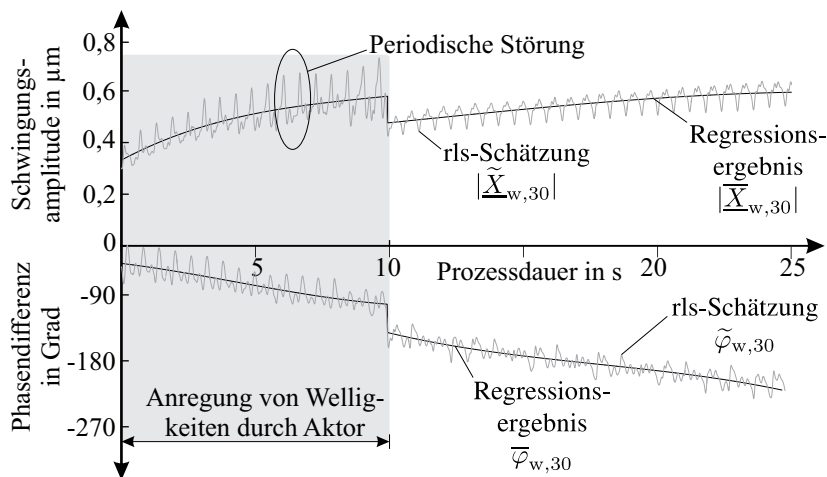 0,8
Periodische Störung
0,6
0,4
0,2
0
Schwingungs-
amplitude in µm
rls-Schätzung
|X̃w,30|
Regressions-
ergebnis
|X̅w,30|
5
10
Prozessdauer in s
20
25
-90
-180
-270
Phasendifferenz
in Grad
rls-Schätzung
φ̃w,30
Regressions-
ergebnis
φ̅w,30
Anregung von Wellig-
keiten durch Aktor